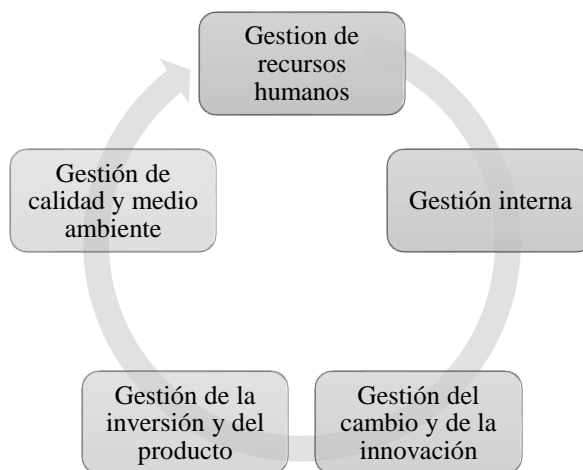 Gestion de
recursos
humanos
Gestión interna
Gestión del
cambio y de la
innovación
Gestión de la
inversión y del
producto
Gestión de
calidad y medio
ambiente